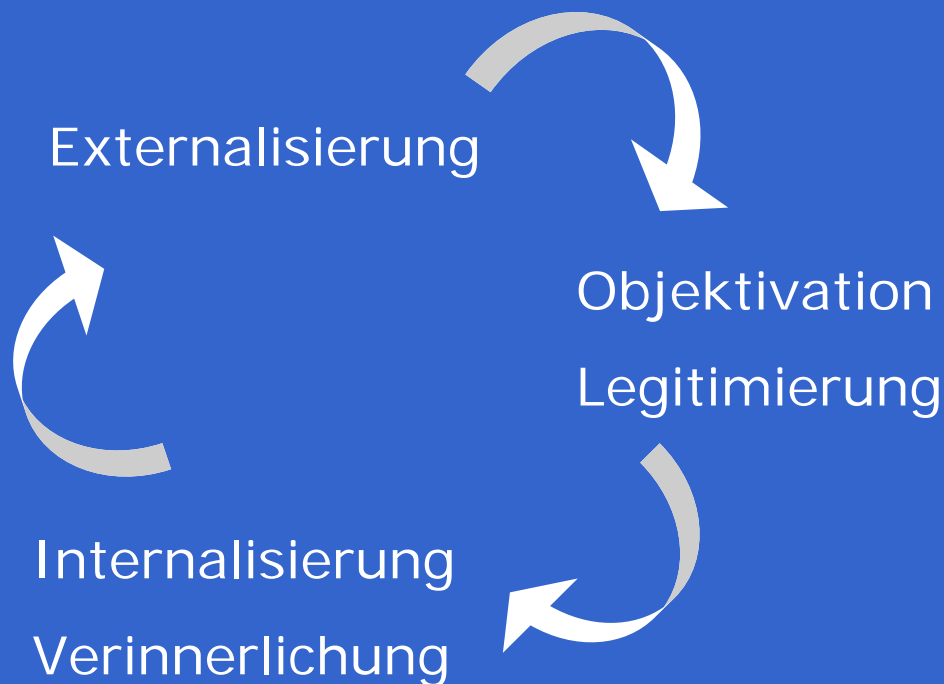 Externalisierung
Objektivation
Legitimierung
Internalisierung
Verinnerlichung